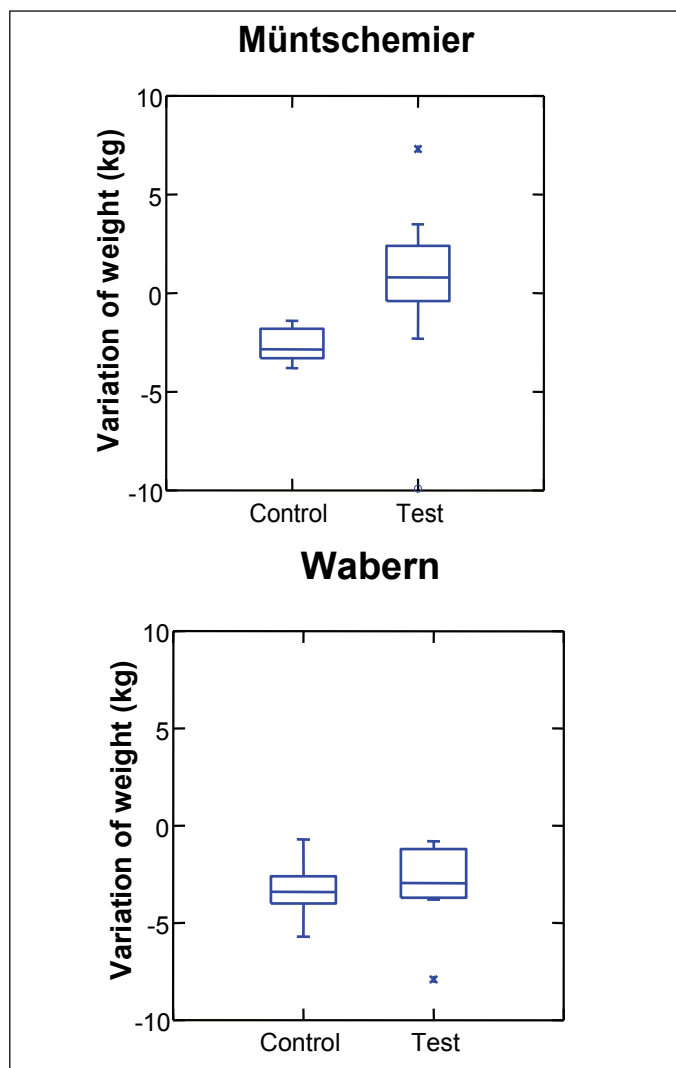 Müntschemier
10
5
0
-5
-10
Variation of weight (kg)
Control Test
Wabern
10
5
0
-5
-10
Variation of weight (kg)
Control Test